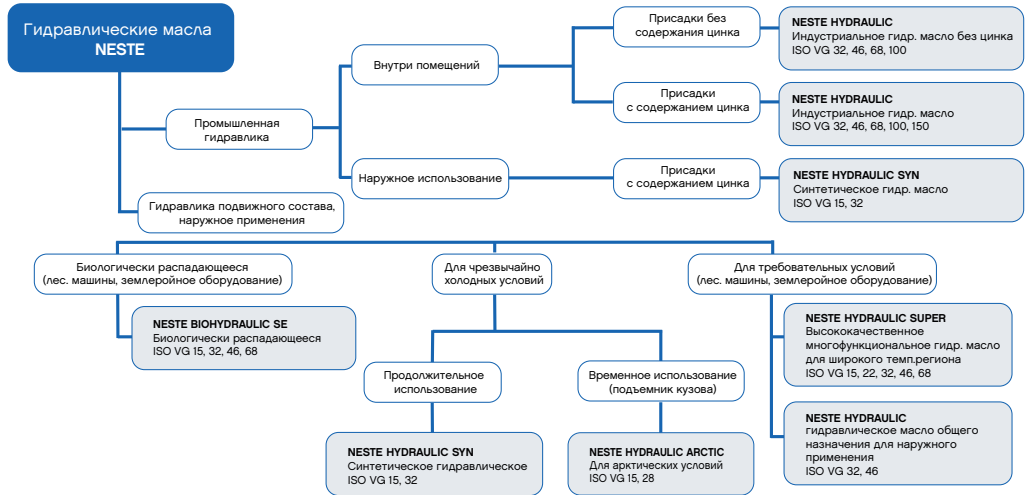 Гидравлические масла
NESTE
Присадки без
содержания цинка
NESTE HYDRAULIC
Индустриальное гидр. масло без цинка
ISO VG 32, 46, 68, 100
Внутри помещений
Присадки
с содержанием цинка
NESTE HYDRAULIC
Индустриальное гидр. масло
ISO VG 32, 46, 68, 100, 150
Промышленная
гидравлика
Наружное использование
Присадки
с содержанием цинка
NESTE HYDRAULIC SYN
Синтетическое гидр. масло
ISO VG 15, 32
Гидравлика подвижного состава,
наружное применения
Биологически распадающееся
(лес. машины, землеройное оборудование)
Для чрезвычайно
холодных условий
Для требовательных условий
(лес. машины, землеройное оборудование)
NESTE BIOHYDRAULIC SE
Биологически распадающееся
ISO VG 15, 32, 46, 68
NESTE HYDRAULIC SUPER
Высококачественное
многофункциональное гидр. масло
для широкого темп.региона
ISO VG 15, 22, 32, 46, 68
Продолжительное
использование
Временное использование
(подъемник кузова)
NESTE HYDRAULIC SYN
Синтетическое гидравлическое
ISO VG 15, 32
NESTE HYDRAULIC ARCTIC
Для арктических условий
ISO VG 15, 28
NESTE HYDRAULIC
гидравлическое масло общего
назначения для наружного
применения
ISO VG 32, 46